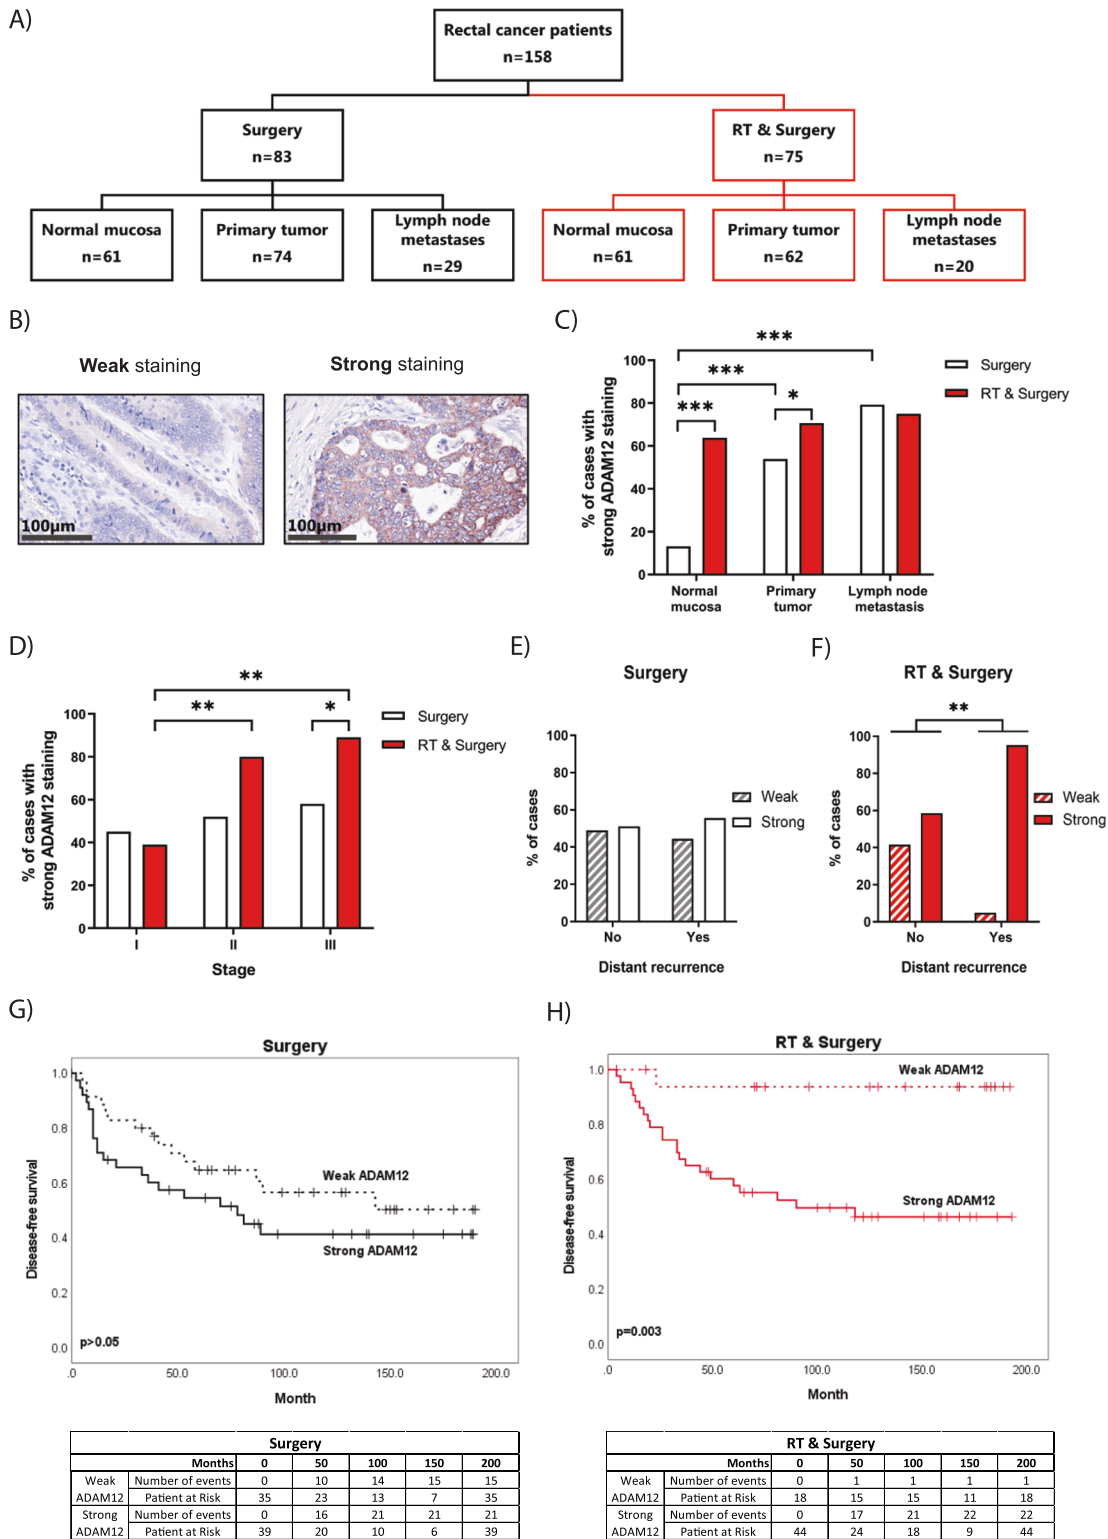 A)
Rectal cancer patients
n=158
Surgery
n=83
RT & Surgery
n=75
Normal mucosa
n=61
Primary tumor
n=74
Lymph node
metastases
n=29
Normal mucosa
n=61
Primary tumor
n=62
Lymph node
metastases
n=20
B)
Weak staining
Strong staining
100µm
100µm
C)
% of cases with
strong ADAM12 staining
100
80
60
40
20
0
***
***
***
*
Surgery
RT & Surgery
Normal
mucosa
Primary
tumor
Lymph node
metastasis
D)
% of cases with
strong ADAM12 staining
100
80
60
40
20
0
**
**
*
Surgery
RT & Surgery
I
II
III
Stage
E)
Surgery
% of cases
100
80
60
40
20
0
Weak
Strong
No
Yes
Distant recurrence
F)
RT & Surgery
**
% of cases
100
80
60
40
20
0
Weak
Strong
No
Yes
Distant recurrence
G)
Surgery
Disease-free survival
1.0
0.8
0.6
0.4
0.2
0.0
Weak ADAM12
Strong ADAM12
p>0.05
.0 50.0 100.0 150.0 200.0
Month
Surgery
Months 0 50 100 150 200
Weak Number of events 0 10 14 15 15
ADAM12 Patient at Risk 35 23 13 7 35
Strong Number of events 0 16 21 21 21
ADAM12 Patient at Risk 39 20 10 6 39
H)
RT & Surgery
Disease-free survival
1.0
0.8
0.6
0.4
0.2
0.0
Weak ADAM12
Strong ADAM12
p=0.003
.0 50.0 100.0 150.0 200.0
Month
RT & Surgery
Months 0 50 100 150 200
Weak Number of events 0 1 1 1 1
ADAM12 Patient at Risk 18 15 15 11 18
Strong Number of events 0 17 21 22 22
ADAM12 Patient at Risk 44 24 18 9 44